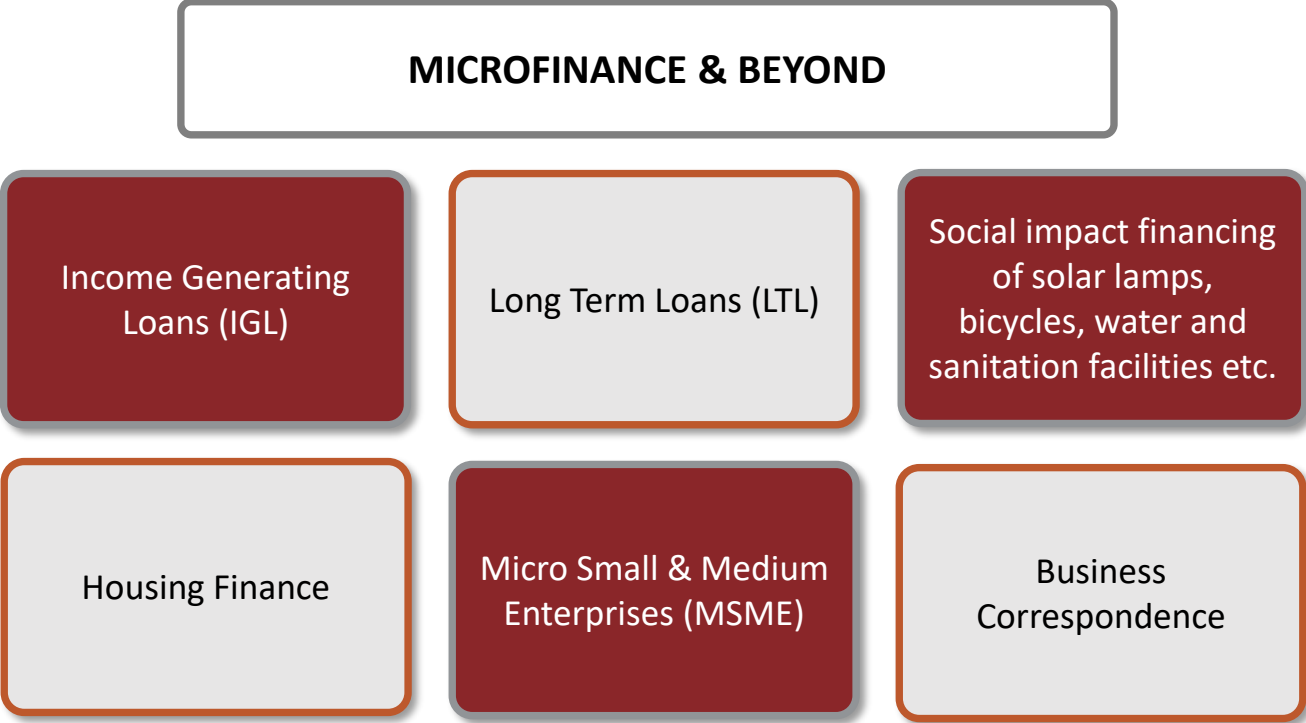 MICROFINANCE & BEYOND
Income Generating
Loans (IGL)
Long Term Loans (LTL)
Social impact financing
of solar lamps,
bicycles, water and
sanitation facilities etc.
Housing Finance
Micro Small & Medium
Enterprises (MSME)
Business
Correspondence